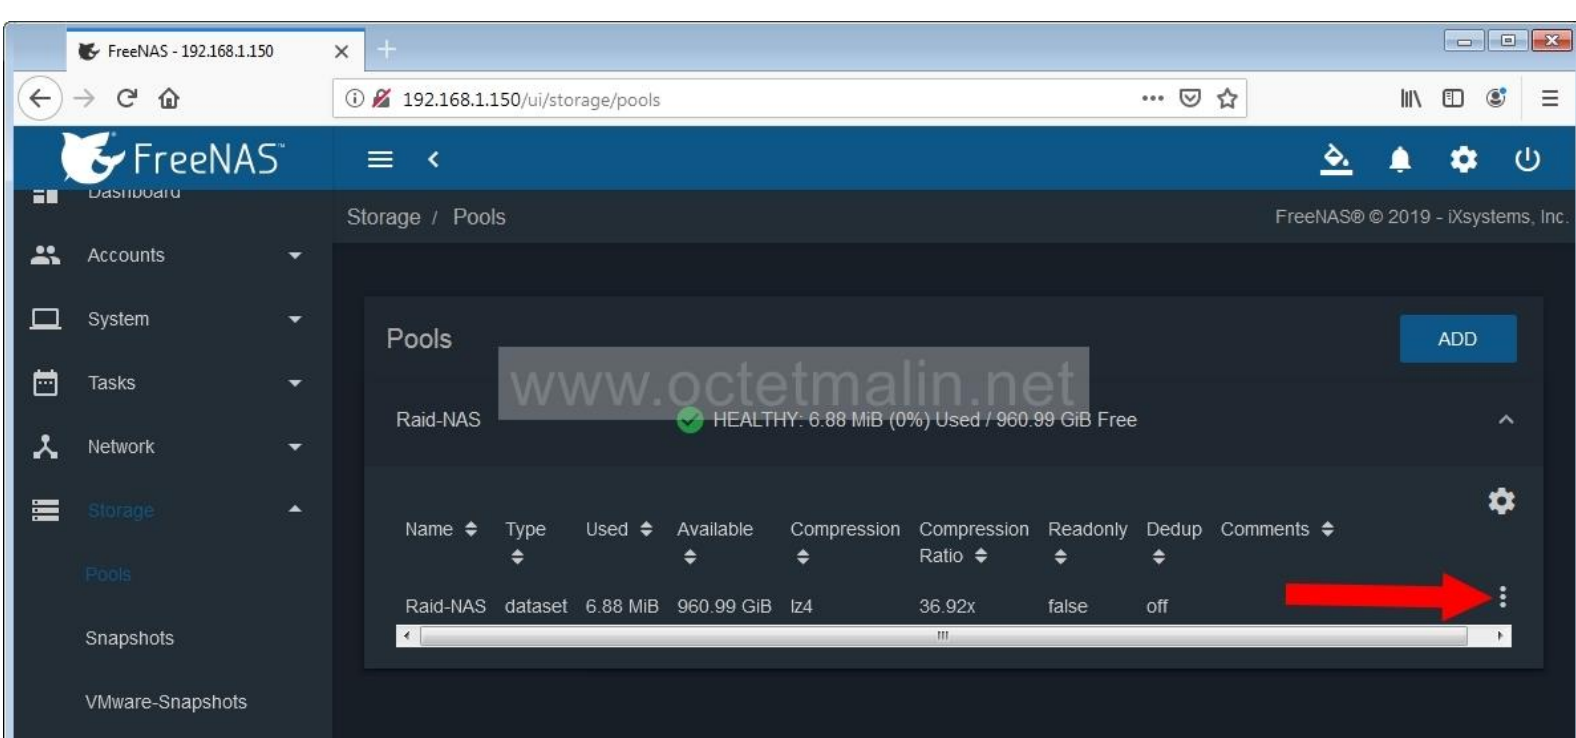 FreeNAS - 192.168.1.150
192.168.1.150/ui/storage/pools
FreeNAS™
Dashboard
Storage / Pools
FreeNAS® © 2019 - iXsystems, Inc.
Accounts
System
Pools
ADD
www.octetmalin.net
Tasks
Raid-NAS
HEALTHY: 6.88 MiB (0%) Used / 960.99 GiB Free
Network
Storage
Name Type Used Available Compression Compression Ratio Readonly Dedup Comments
Pools
Raid-NAS dataset 6.88 MiB 960.99 GiB lz4 36.92x false off
Snapshots
VMware-Snapshots